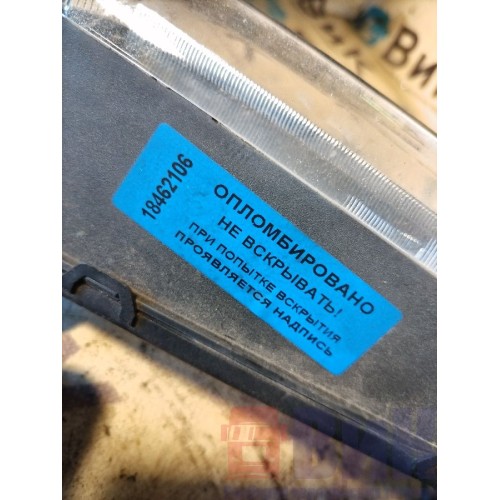 18462106
ОПЛОМБИРОВАНО
НЕ ВСКРЫВАТЬ!
ПРИ ПОПЫТКЕ ВСКРЫТИЯ
ПРОЯВЛЯЕТСЯ НАДПИСЬ